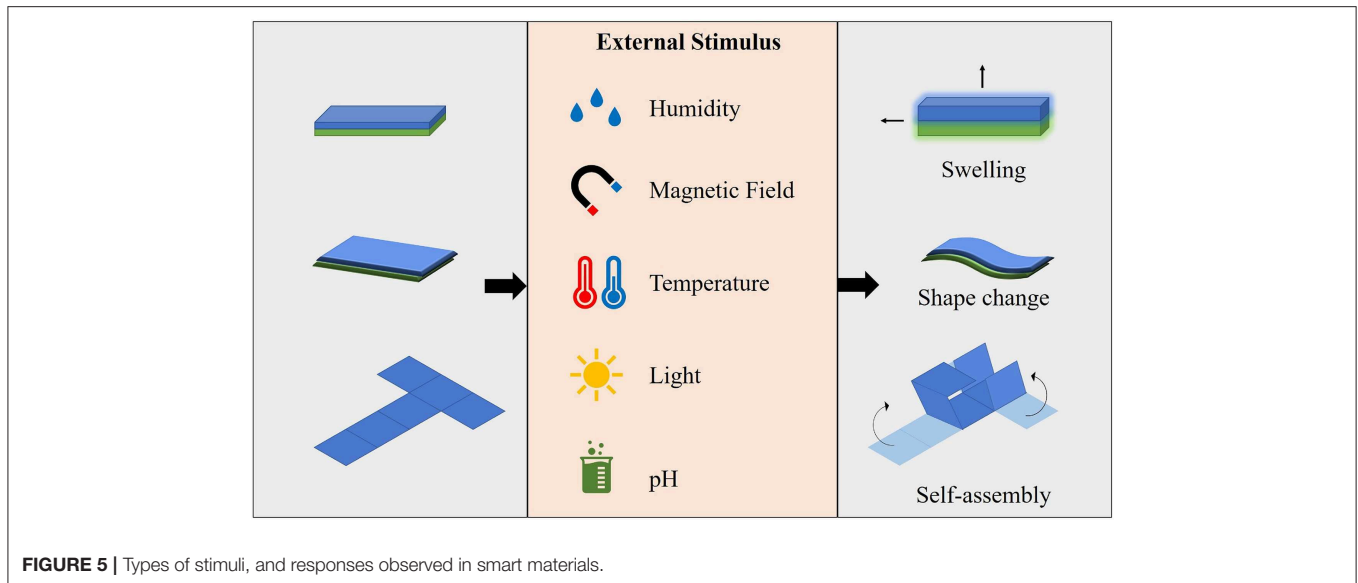 External Stimulus
Humidity
Magnetic Field
Temperature
Light
pH
Swelling
Shape change
Self-assembly
FIGURE 5 | Types of stimuli, and responses observed in smart materials.